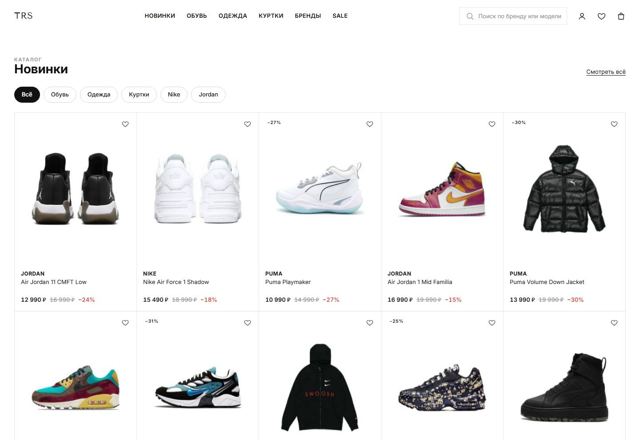 TRS
НОВИНКИ ОБУВЬ ОДЕЖДА КУРТКИ БРЕНДЫ SALE
Поиск по бренду или модели
КАТАЛОГ
Новинки
Смотреть всё
Всё Обувь Одежда Куртки Nike Jordan
−27% −30%
JORDAN NIKE PUMA JORDAN PUMA
Air Jordan 11 CMFT Low Nike Air Force 1 Shadow Puma Playmaker Air Jordan 1 Mid Familia Puma Volume Down Jacket
12 990 ₽ 16 990 ₽ −24% 15 490 ₽ 18 990 ₽ −18% 10 990 ₽ 14 990 ₽ −27% 16 990 ₽ 19 990 ₽ −15% 13 990 ₽ 19 990 ₽ −30%
−31% −25%
SWOOSH